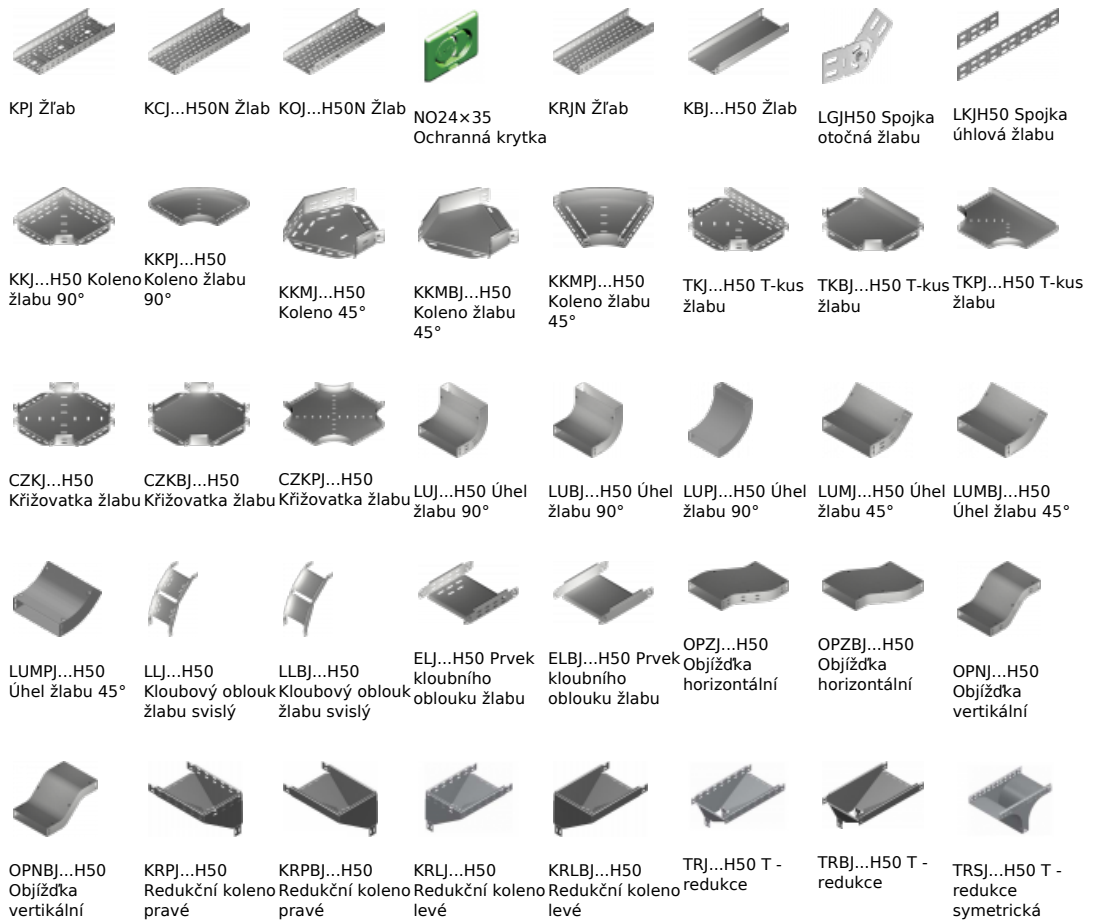 KPJ Žľab
KCJ...H50N Žlab
KOJ...H50N Žlab
NO24×35
Ochranná krytka
KRJN Žľab
KBJ...H50 Žlab
LGJH50 Spojka
otočná žlabu
LKJH50 Spojka
úhlová žlabu
KKJ...H50 Koleno
žlabu 90°
KKPJ...H50
Koleno žlabu
90°
KKMJ...H50
Koleno 45°
KKMBJ...H50
Koleno žlabu
45°
KKMPJ...H50
Koleno žlabu
45°
TKJ...H50 T-kus
žlabu
TKBJ...H50 T-kus
žlabu
TKPJ...H50 T-kus
žlabu
CZKJ...H50
Křižovatka žlabu
CZKBJ...H50
Křižovatka žlabu
CZKPJ...H50
Křižovatka žlabu
LUJ...H50 Úhel
žlabu 90°
LUBJ...H50 Úhel
žlabu 90°
LUPJ...H50 Úhel
žlabu 90°
LUMJ...H50 Úhel
žlabu 45°
LUMBJ...H50
Úhel žlabu 45°
LUMPJ...H50
Úhel žlabu 45°
LLJ...H50
Kloubový oblouk
žlabu svislý
LLBJ...H50
Kloubový oblouk
žlabu svislý
ELJ...H50 Prvek
kloubního
oblouku žlabu
ELBJ...H50 Prvek
kloubního
oblouku žlabu
OPZJ...H50
Objížďka
horizontální
OPZBJ...H50
Objížďka
horizontální
OPNJ...H50
Objížďka
vertikální
OPNBJ...H50
Objížďka
vertikální
KRPJ...H50
Redukční koleno
pravé
KRPBJ...H50
Redukční koleno
pravé
KRLJ...H50
Redukční koleno
levé
KRLBJ...H50
Redukční koleno
levé
TRJ...H50 T -
redukce
TRBJ...H50 T -
redukce
TRSJ...H50 T -
redukce
symetrická